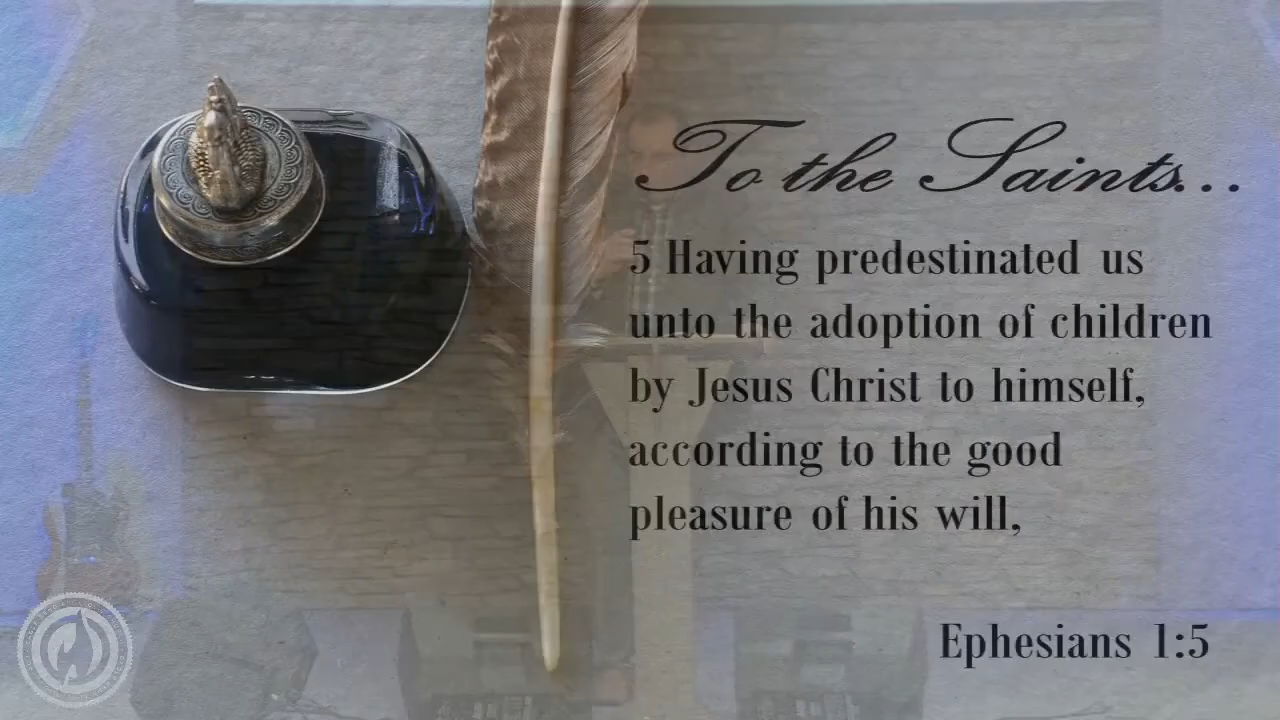 To the Saints...
5 Having predestinated us
unto the adoption of children
by Jesus Christ to himself,
according to the good
pleasure of his will,
Ephesians 1:5